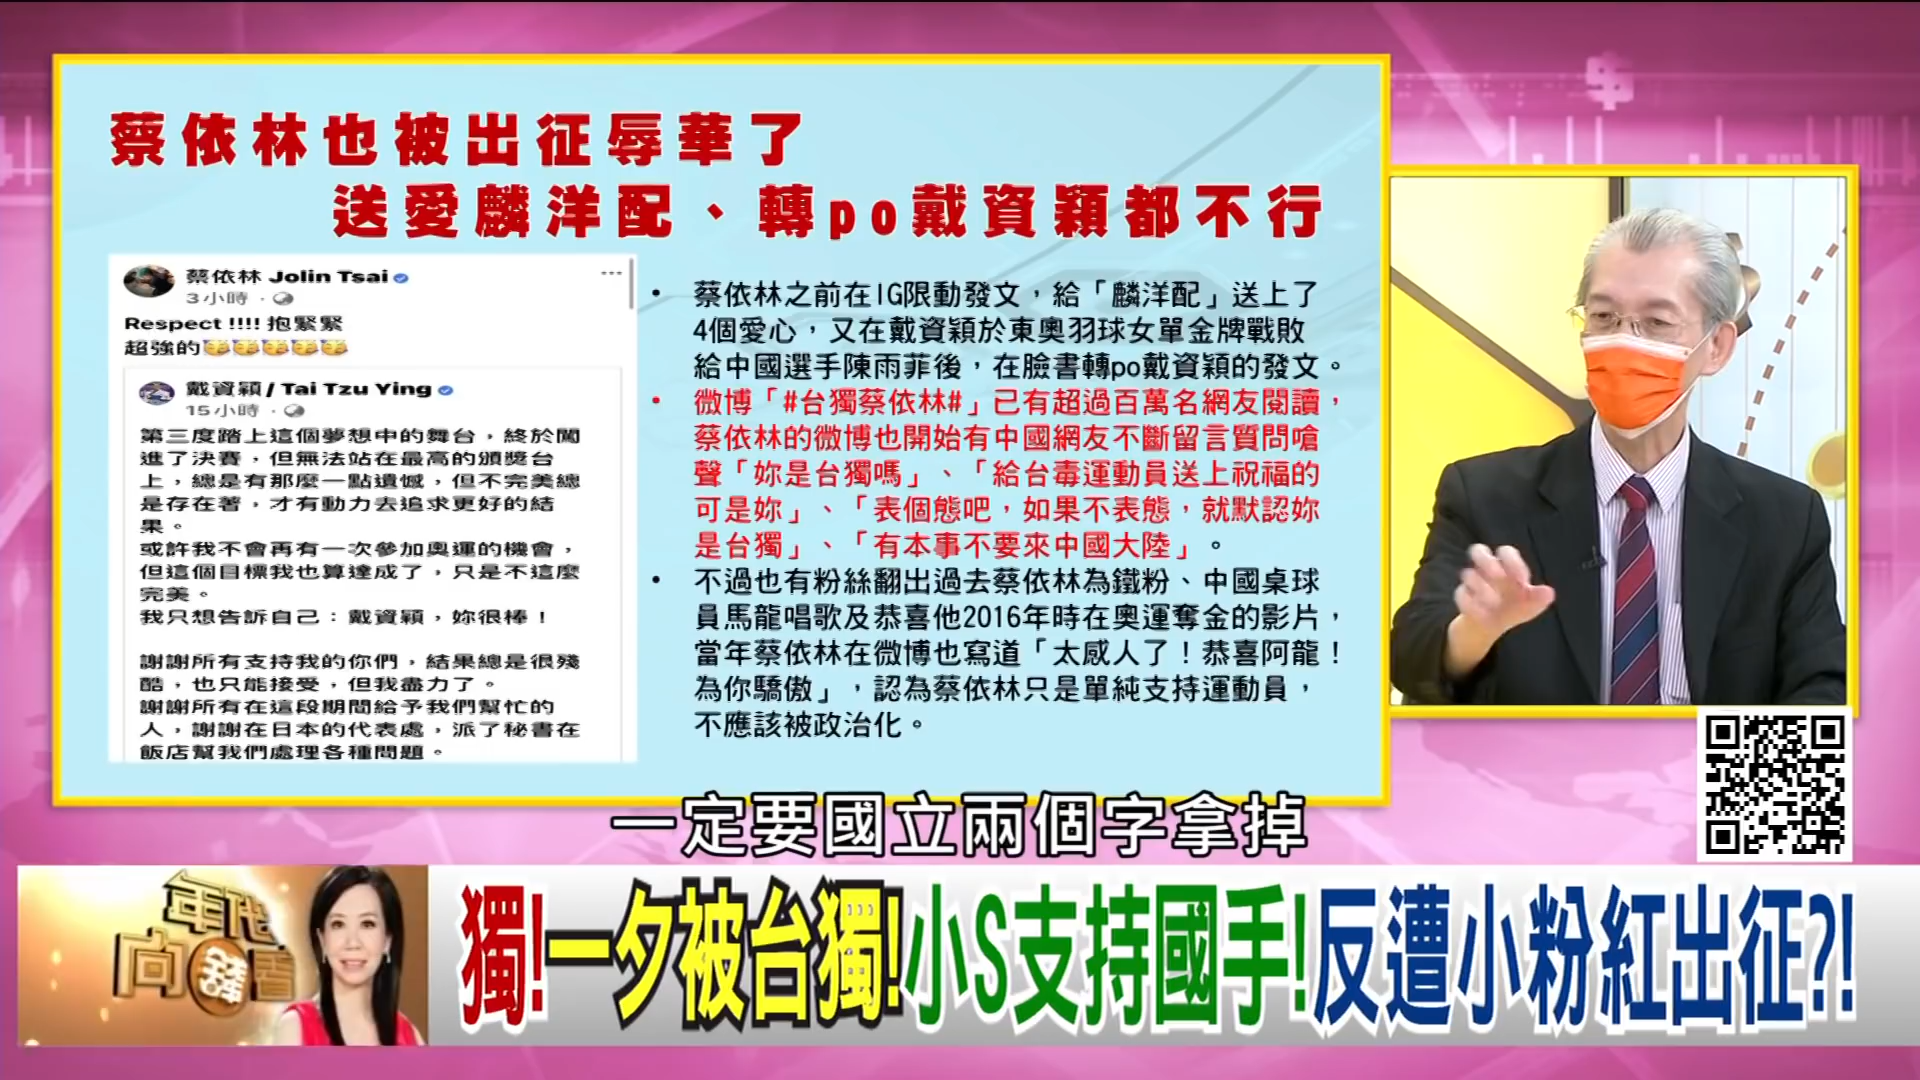 蔡依林也被出征辱華了
送愛麟洋配、轉po戴資穎都不行
蔡依林 Jolin Tsai
3小時 ·
Respect !!!! 抱緊緊
超強的🥳🥳🥳🥳🥳
戴資穎 / Tai Tzu Ying
15小時 ·
第三度踏上這個夢想中的舞台，終於闖
進了決賽，但無法站在最高的頒獎台
上，總是有那麼一點遺憾，但不完美總
是存在著，才有動力去追求更好的結
果。
或許我不會再有一次參加奧運的機會，
但這個目標我也算達成了，只是不這麼
完美。
我只想告訴自己：戴資穎，妳很棒！
謝謝所有支持我的你們，結果總是很殘
酷，也只能接受，但我盡力了。
謝謝所有在這段期間給予我們幫忙的
人，謝謝在日本的代表處，派了秘書在
飯店幫我們處理各種問題。
• 蔡依林之前在IG限動發文，給「麟洋配」送上了
4個愛心，又在戴資穎於東奧羽球女單金牌戰敗
給中國選手陳雨菲後，在臉書轉po戴資穎的發文。
• 微博「#台獨蔡依林#」已有超過百萬名網友閱讀，
蔡依林的微博也開始有中國網友不斷留言質問嗆
聲「妳是台獨嗎」、「給台毒運動員送上祝福的
可是妳」、「表個態吧，如果不表態，就默認妳
是台獨」、「有本事不要來中國大陸」。
• 不過也有粉絲翻出過去蔡依林為鐵粉、中國桌球
員馬龍唱歌及恭喜他2016年時在奧運奪金的影片，
當年蔡依林在微博也寫道「太感人了！恭喜阿龍！
為你驕傲」，認為蔡依林只是單純支持運動員，
不應該被政治化。
一定要國立兩個字拿掉
年代
向錢看
獨!一夕被台獨!小S支持國手!反遭小粉紅出征?!